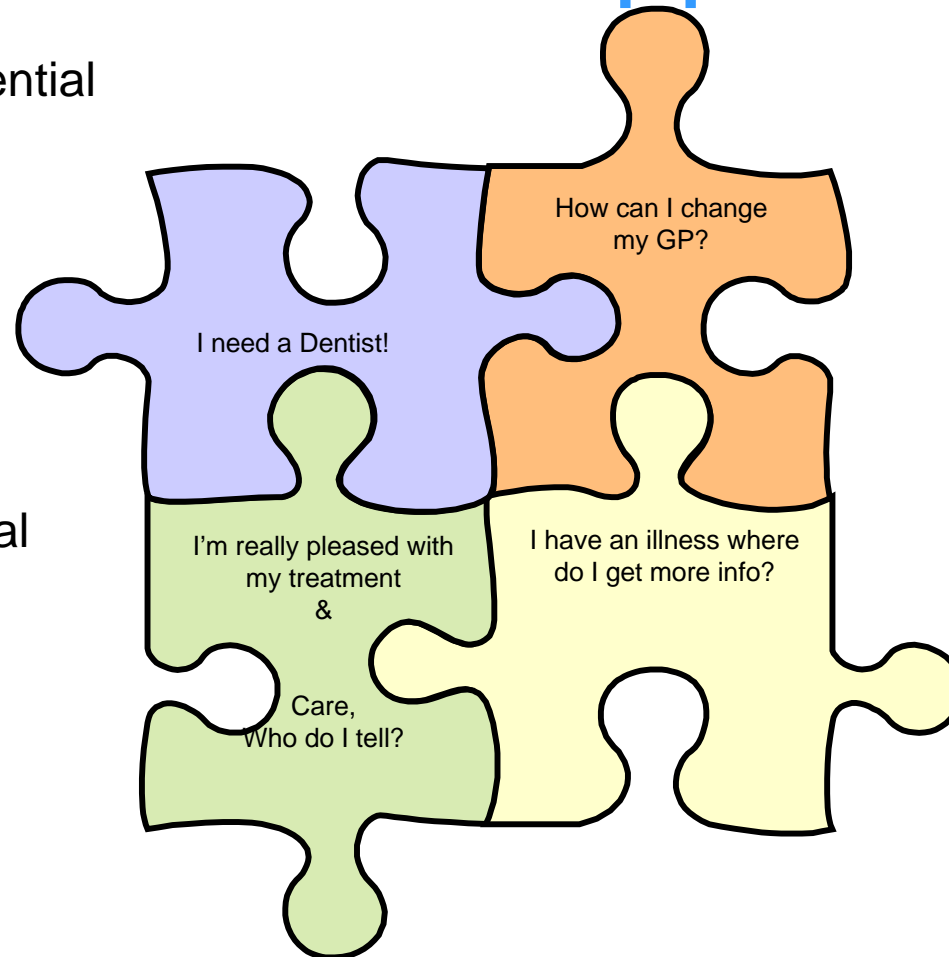 ential
How can I change
my GP?
I need a Dentist!
al
I'm really pleased with
my treatment
&
Care,
Who do I tell?
I have an illness where
do I get more info?